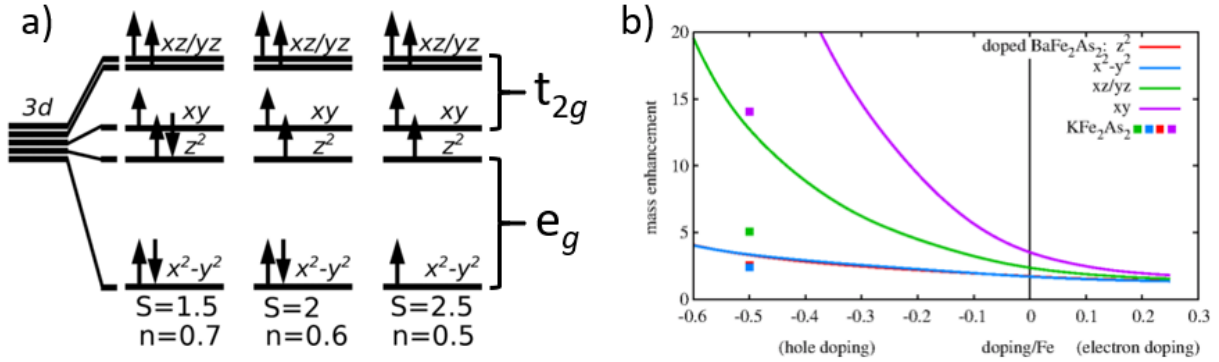 a)
3d
xz/yz
xy
z²
x²-y²
S=1.5
n=0.7
xz/yz
xy
z²
x²-y²
S=2
n=0.6
xz/yz
xy
z²
x²-y²
S=2.5
n=0.5
t₂g
eg
b)
mass enhancement
20
15
10
5
0
doped BaFe₂As₂: z²
x²-y²
xz/yz
xy
KFe₂As₂
-0.6 -0.5 -0.4 -0.3 -0.2 -0.1 0 0.1 0.2 0.3
(hole doping) doping/Fe (electron doping)